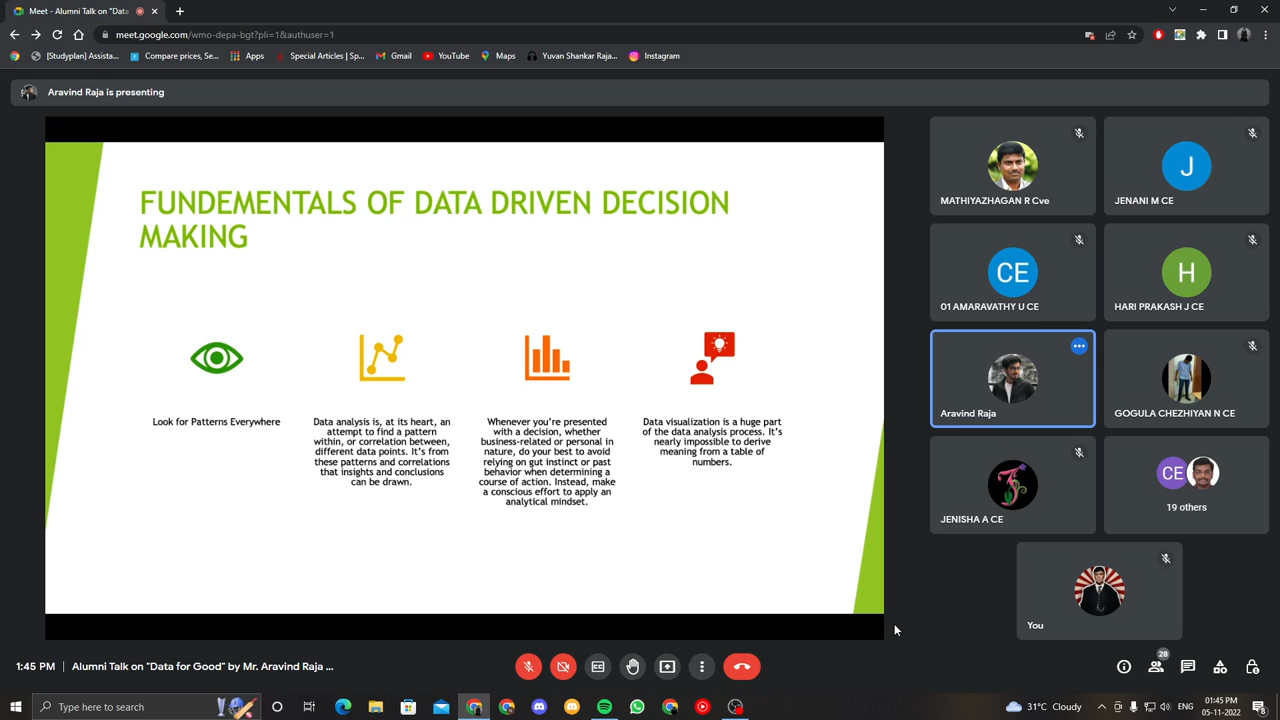 Meet - Alumni Talk on "Data
meet.google.com/wmo-depa-bgt?pli=1&authuser=1
[Studyplan] Assista...
Compare prices, Se...
Apps
Special Articles | Sp...
Gmail
YouTube
Maps
Yuvan Shankar Raja...
Instagram
Aravind Raja is presenting
FUNDEMENTALS OF DATA DRIVEN DECISION
MAKING
Look for Patterns Everywhere
Data analysis is, at its heart, an
attempt to find a pattern
within, or correlation between,
different data points. It's from
these patterns and correlations
that insights and conclusions
can be drawn.
Whenever you're presented
with a decision, whether
business-related or personal in
nature, do your best to avoid
relying on gut instinct or past
behavior when determining a
course of action. Instead, make
a conscious effort to apply an
analytical mindset.
Data visualization is a huge part
of the data analysis process. It's
nearly impossible to derive
meaning from a table of
numbers.
MATHIYAZHAGAN R Cve
J
JENANI M CE
CE
01 AMARAVATHY U CE
H
HARI PRAKASH J CE
Aravind Raja
GOGULA CHEZHIYAN N CE
JENISHA A CE
CE
19 others
You
1:45 PM | Alumni Talk on "Data for Good" by Mr. Aravind Raja ...
28
Type here to search
31°C Cloudy
ENG
01:45 PM
05-11-2022